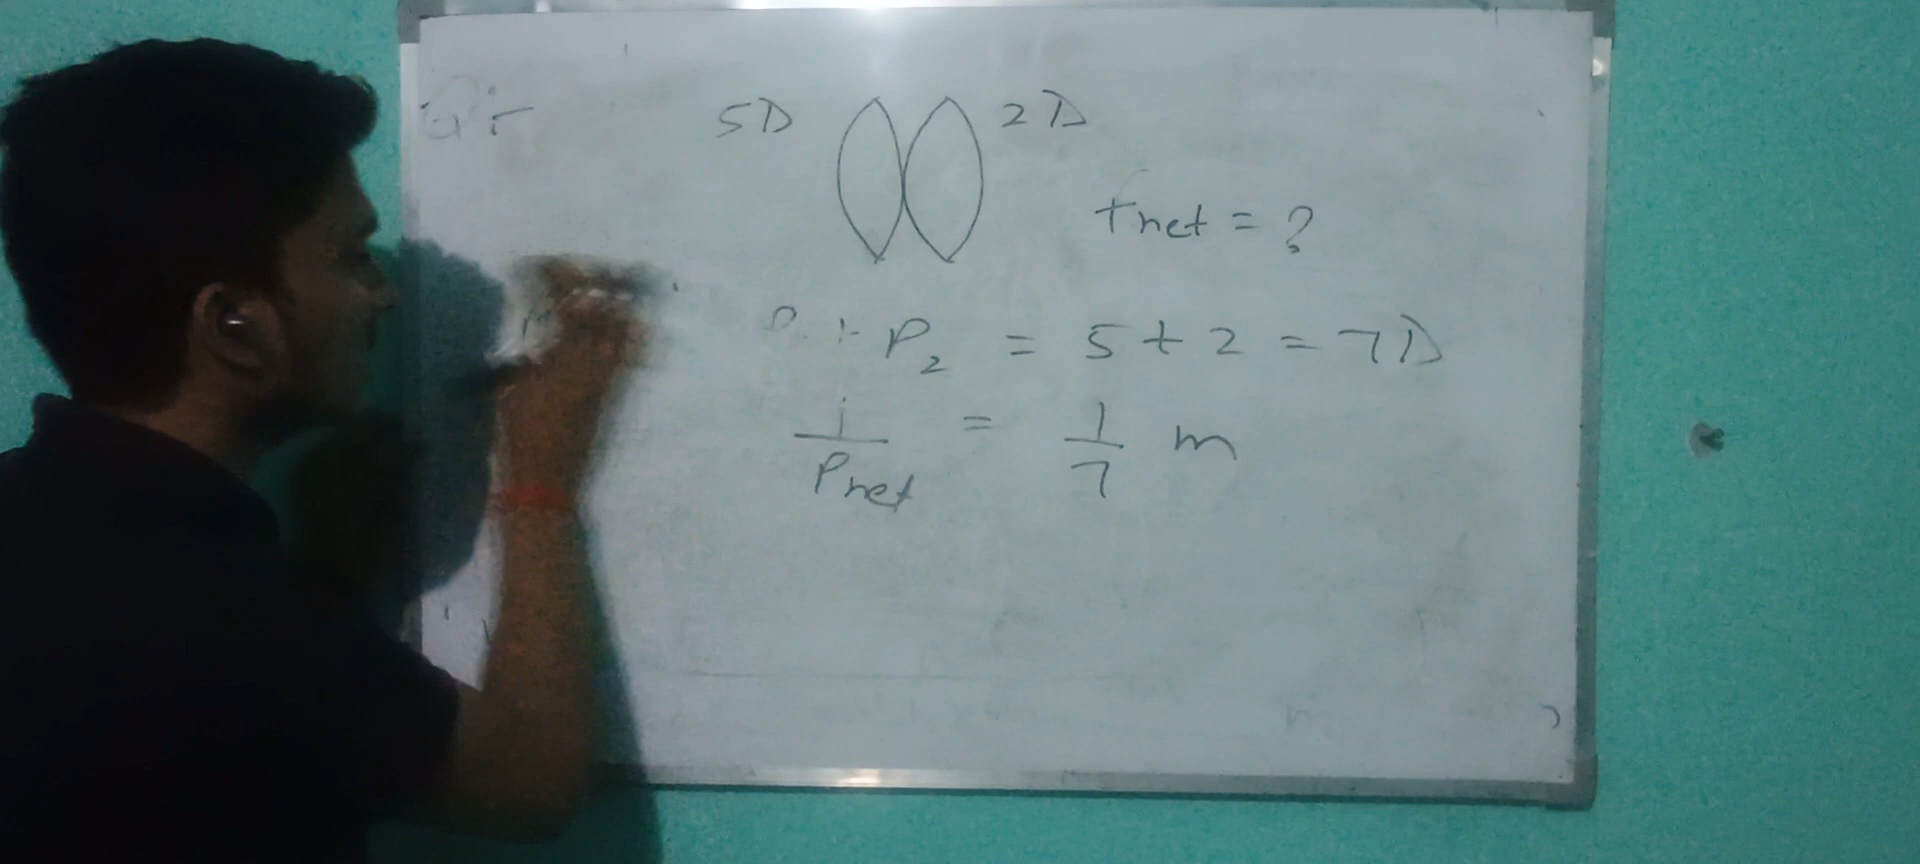 Q:-
5D 2D
fnet = ?
P2 = 5 + 2 = 7D
1/Pnet = 1/7 m